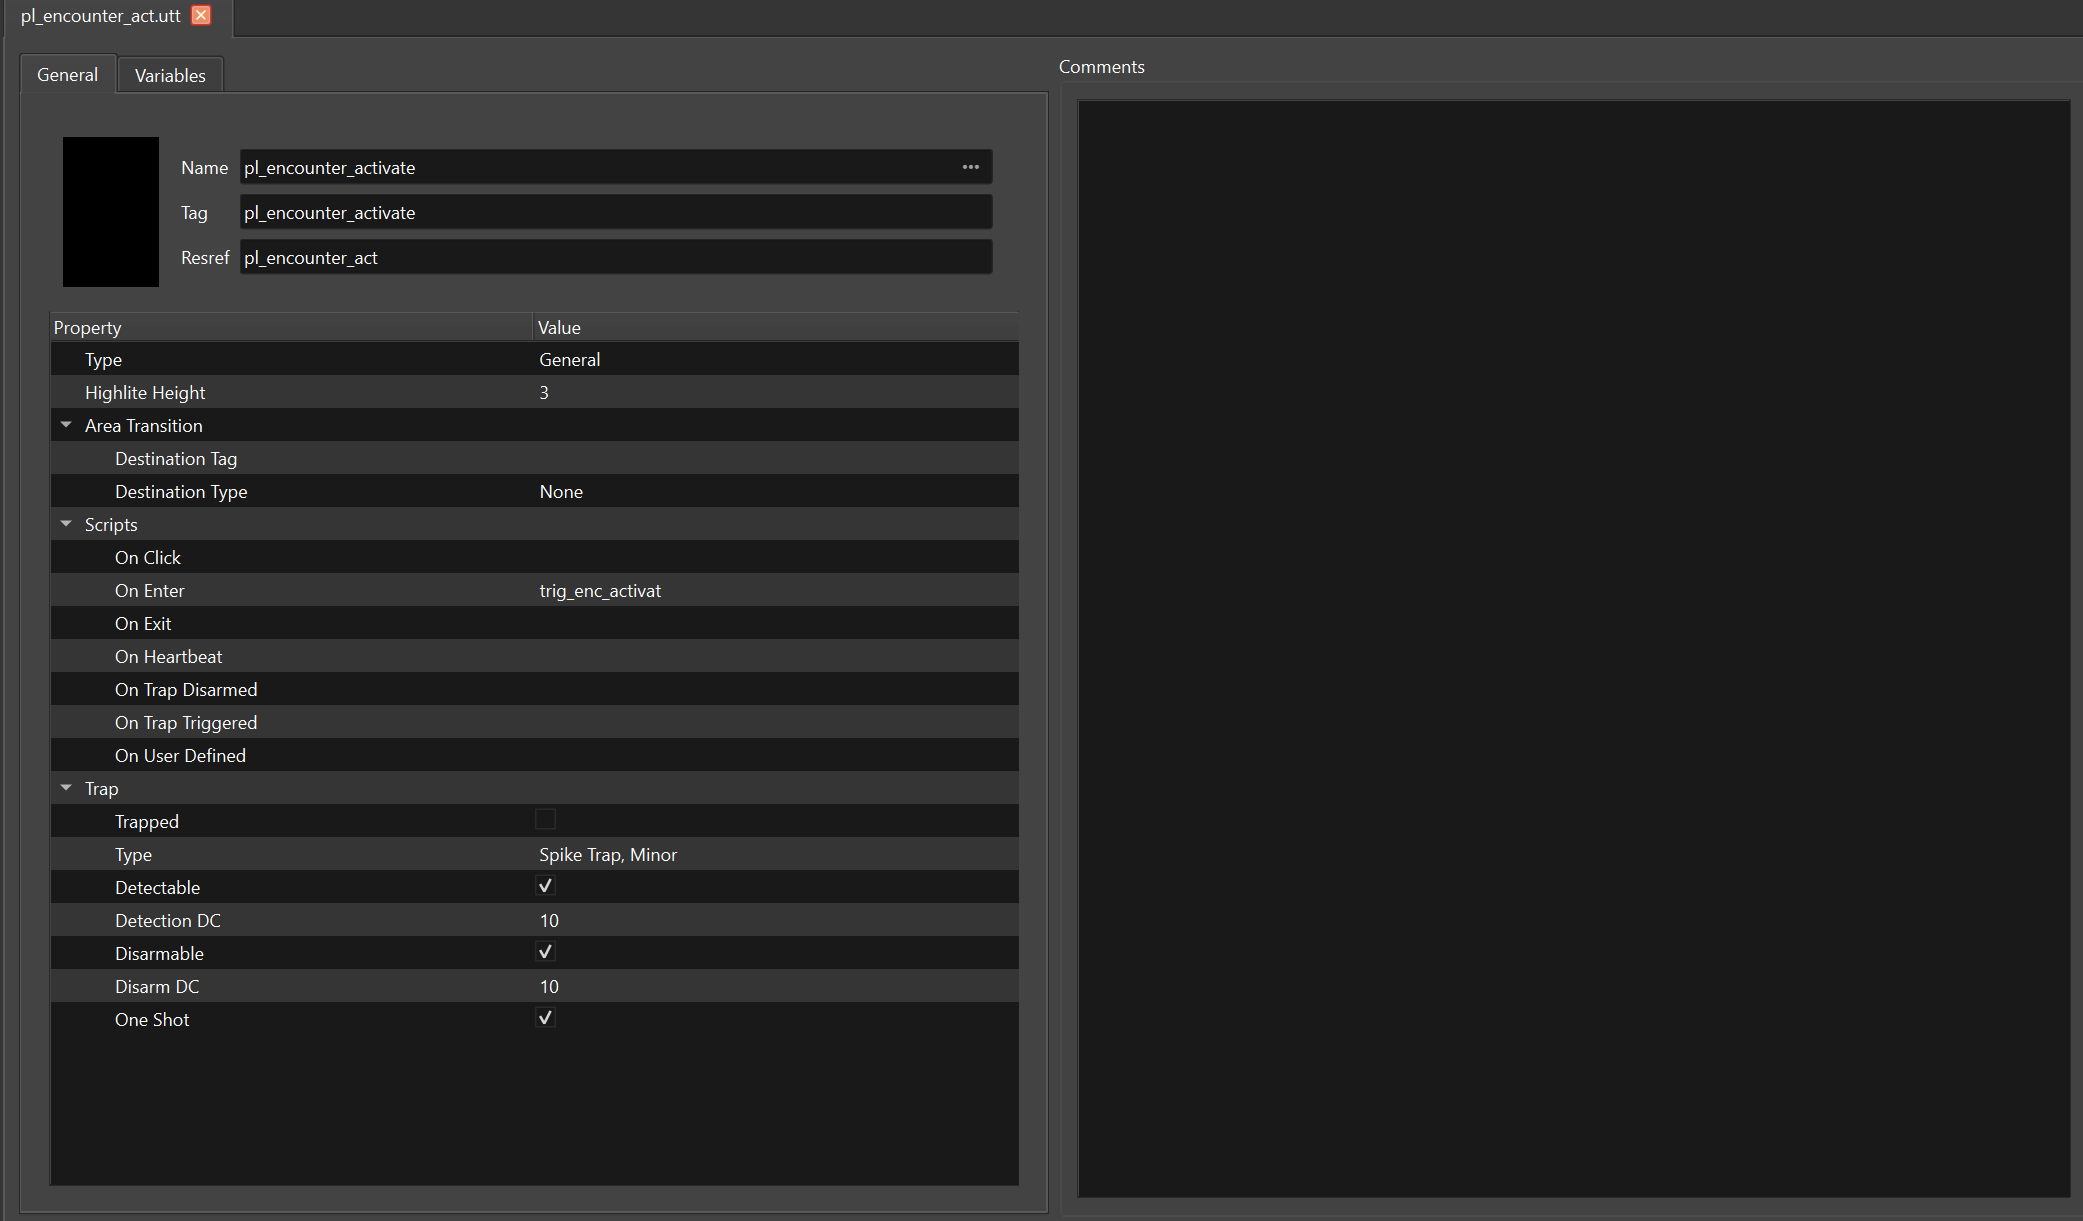 pl_encounter_act.utt
General
Variables
Name pl_encounter_activate ...
Tag pl_encounter_activate
Resref pl_encounter_act
Property Value
Type General
Highlite Height 3
Area Transition
Destination Tag
Destination Type None
Scripts
On Click
On Enter trig_enc_activat
On Exit
On Heartbeat
On Trap Disarmed
On Trap Triggered
On User Defined
Trap
Trapped
Type Spike Trap, Minor
Detectable
Detection DC 10
Disarmable
Disarm DC 10
One Shot
Comments